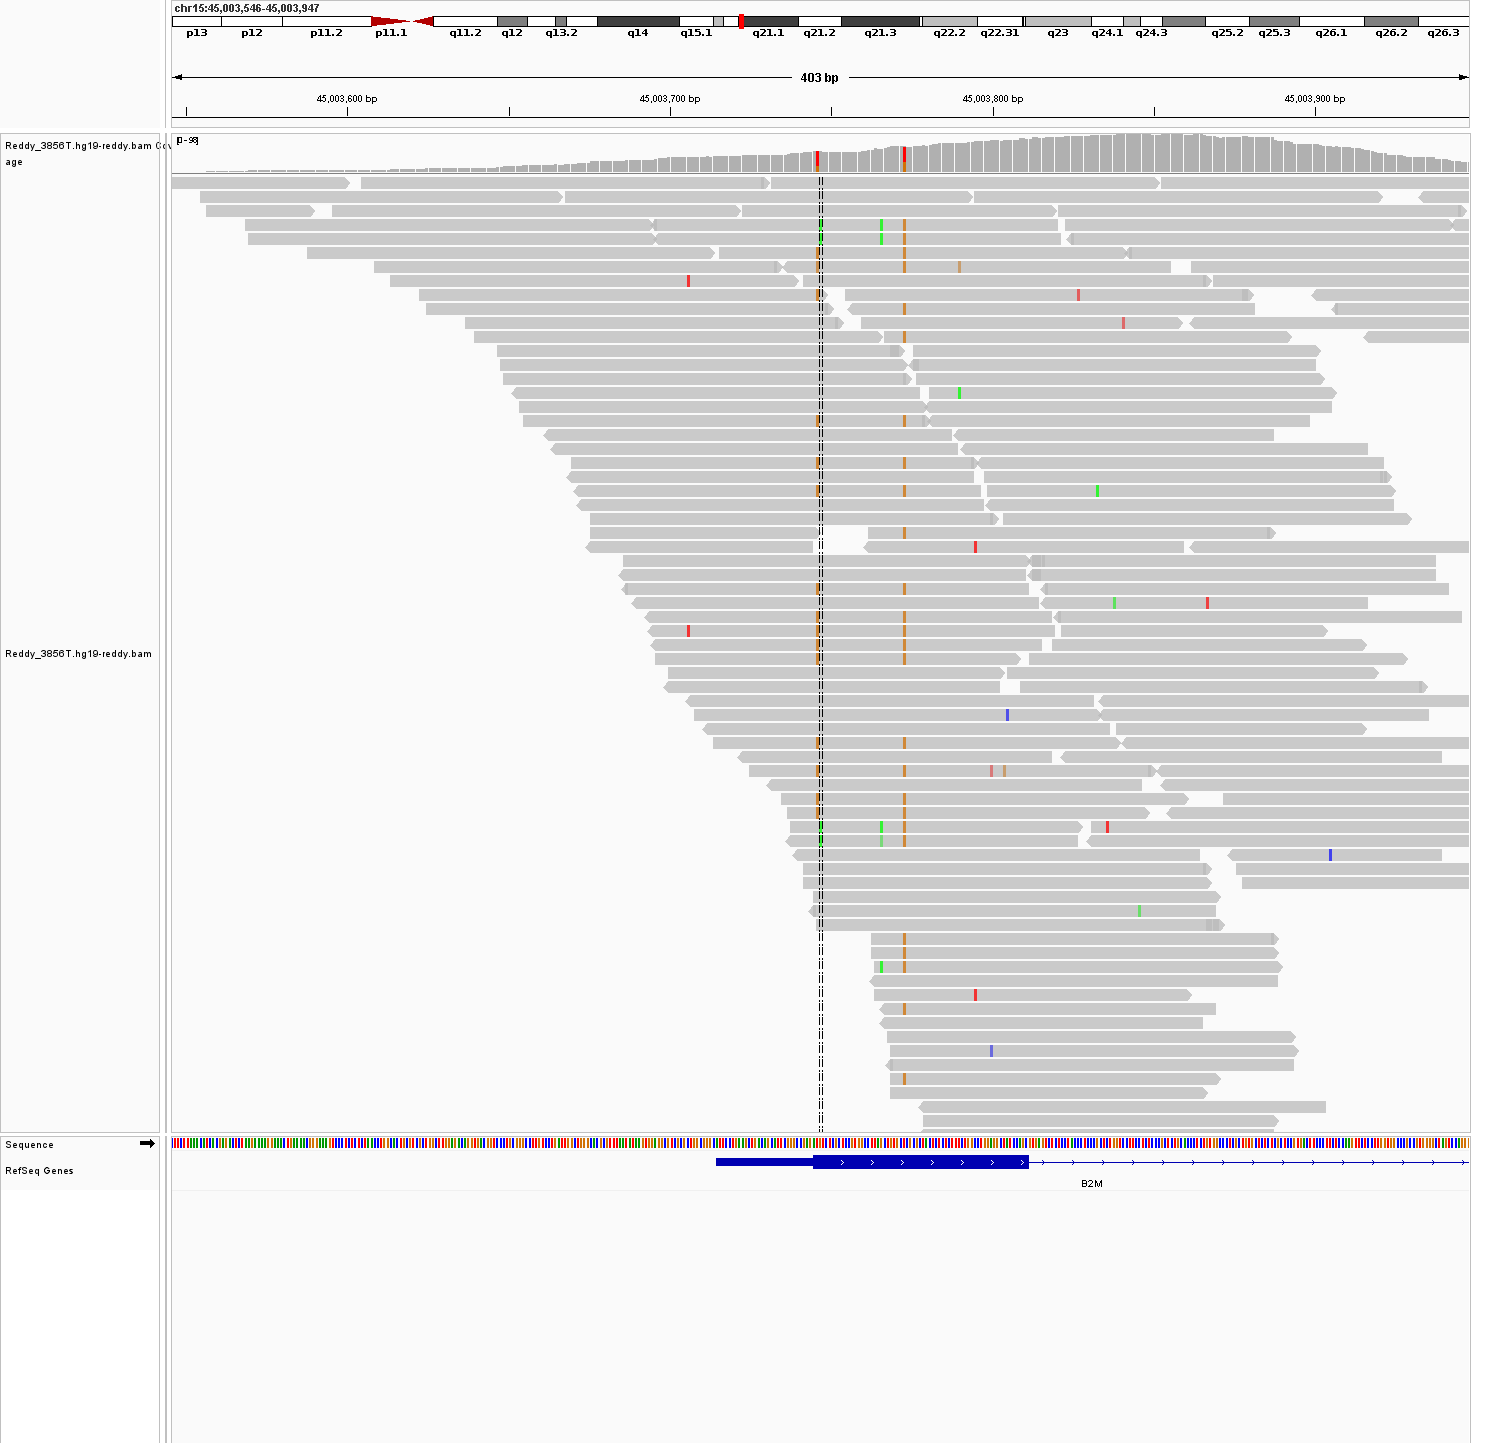 chr15:45,003,546-45,003,947
p13 p12 p11.2 p11.1 q11.2 q12 q13.2 q14 q15.1 q21.1 q21.2 q21.3 q22.2 q22.31 q23 q24.1 q24.3 q25.2 q25.3 q26.1 q26.2 q26.3
403 bp
45,003,600 bp 45,003,700 bp 45,003,800 bp 45,003,900 bp
Reddy_3856T.hg19-reddy.bam Cov
age
[0 - 98]
Reddy_3856T.hg19-reddy.bam
Sequence
RefSeq Genes
B2M